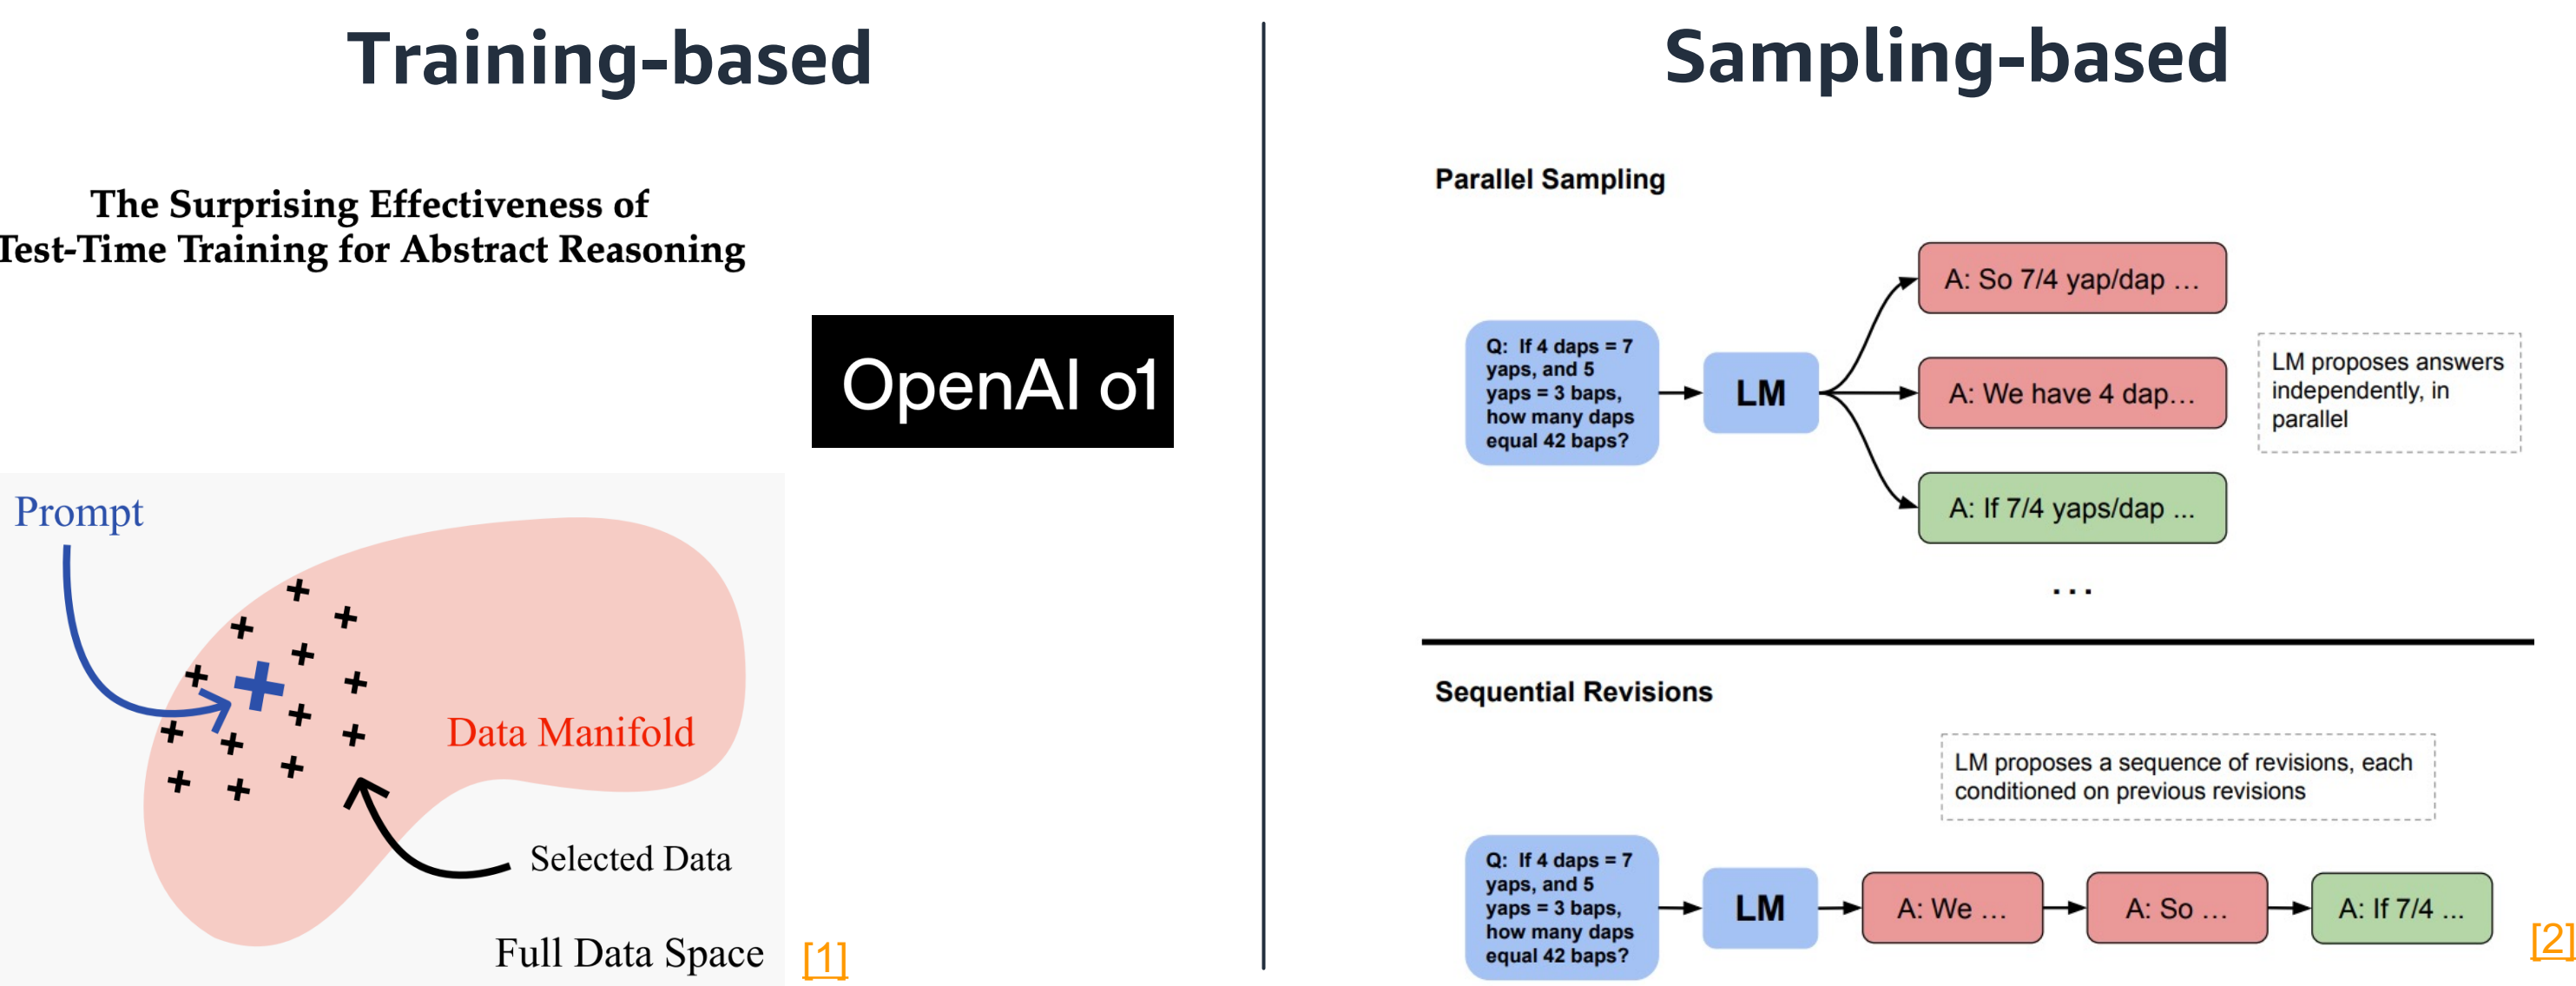 Training-based
The Surprising Effectiveness of
Test-Time Training for Abstract Reasoning
OpenAI o1
Prompt
Data Manifold
Selected Data
Full Data Space
[1]
Sampling-based
Parallel Sampling
Q: If 4 daps = 7
yaps, and 5
yaps = 3 baps,
how many daps
equal 42 baps?
LM
A: So 7/4 yap/dap ...
A: We have 4 dap...
A: If 7/4 yaps/dap ...
...
LM proposes answers
independently, in
parallel
Sequential Revisions
LM proposes a sequence of revisions, each
conditioned on previous revisions
Q: If 4 daps = 7
yaps, and 5
yaps = 3 baps,
how many daps
equal 42 baps?
LM
A: We ...
A: So ...
A: If 7/4 ...
[2]